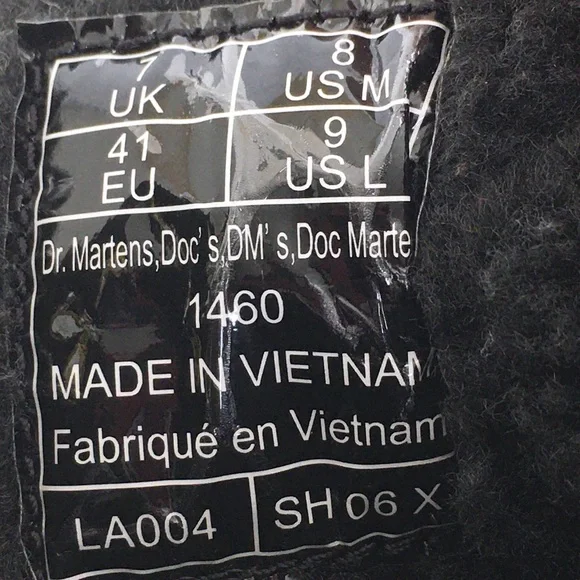 7 8
UK US M
41 9
EU US L
Dr. Martens,Doc's,DM's,Doc Marte
1460
MADE IN VIETNAM
Fabriqué en Vietnam
LA004 SH 06 X